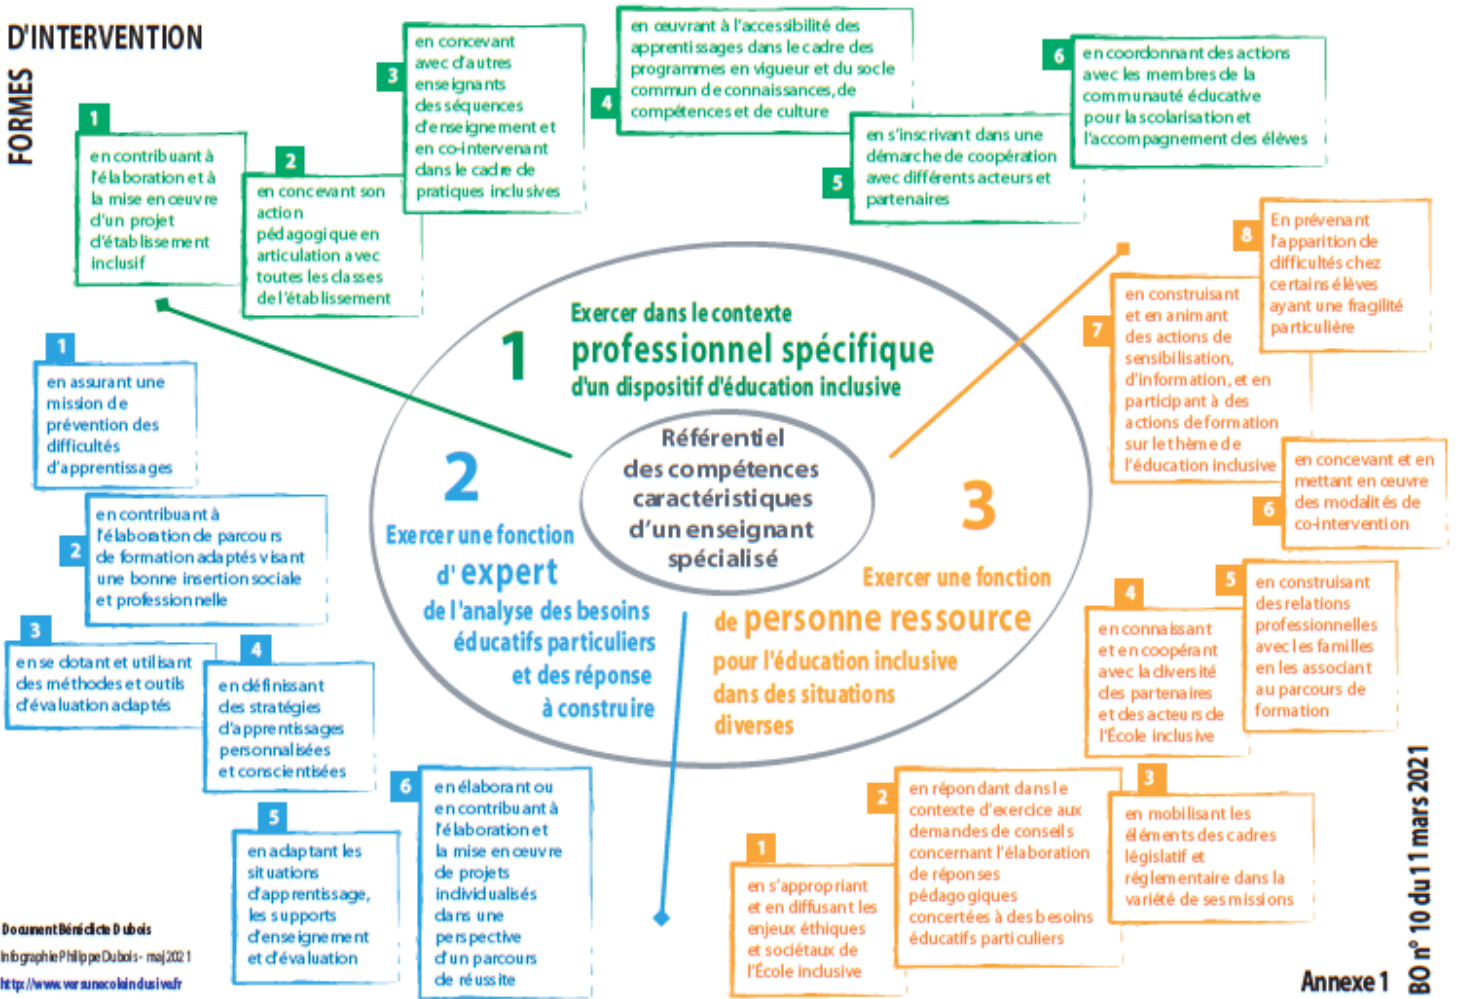 D'INTERVENTION
FORMES
1
en contribuant à
l'élaboration et à
la mise en œuvre
d'un projet
d'établissement
inclusif
2
en concevant son
action
pédagogique en
articulation avec
toutes les classes
de l'établissement
3
en concevant
avec d'autres
enseignants
des séquences
d'enseignement et
en co-intervenant
dans le cadre de
pratiques inclusives
4
en œuvrant à l'accessibilité des
apprentissages dans le cadre des
programmes en vigueur et du socle
commun de connaissances, de
compétences et de culture
5
en s'inscrivant dans une
démarche de coopération
avec différents acteurs et
partenaires
6
en coordonnant des actions
avec les membres de la
communauté éducative
pour la scolarisation et
l'accompagnement des élèves
1
Exercer dans le contexte
professionnel spécifique
d'un dispositif d'éducation inclusive
Référentiel
des compétences
caractéristiques
d'un enseignant
spécialisé
2
Exercer une fonction
d' expert
de l'analyse des besoins
éducatifs particuliers
et des réponse
à construire
3
Exercer une fonction
de personne ressource
pour l'éducation inclusive
dans des situations
diverses
1
en assurant une
mission de
prévention des
difficultés
d'apprentissages
2
en contribuant à
l'élaboration de parcours
de formation adaptés visant
une bonne insertion sociale
et professionnelle
3
en se dotant et utilisant
des méthodes et outils
d'évaluation adaptés
4
en définissant
des stratégies
d'apprentissages
personnalisées
et conscientisées
5
en adaptant les
situations
d'apprentissage,
les supports
d'enseignement
et d'évaluation
6
en élaborant ou
en contribuant à
l'élaboration et
la mise en œuvre
de projets
individualisés
dans une
perspective
d'un parcours
de réussite
1
en s'appropriant
et en diffusant les
enjeux éthiques
et sociétaux de
l'École inclusive
2
en répondant dans le
contexte d'exercice aux
demandes de conseils
concernant l'élaboration
de réponses
pédagogiques
concertées à des besoins
éducatifs particuliers
3
en mobilisant les
éléments des cadres
législatif et
réglementaire dans la
variété de ses missions
4
en connaissant
et en coopérant
avec la diversité
des partenaires
et des acteurs de
l'École inclusive
5
en construisant
des relations
professionnelles
avec les familles
en les associant
au parcours de
formation
6
en concevant et en
mettant en œuvre
des modalités de
co-intervention
7
en construisant
et en animant
des actions de
sensibilisation,
d'information, et en
participant à des
actions de formation
sur le thème de
l'éducation inclusive
8
En prévenant
l'apparition de
difficultés chez
certains élèves
ayant une fragilité
particulière
Document Bénédicte Dubois
Infographie Philippe Dubois - maj 2021
http://www.versunecoleinclusive.fr
Annexe 1
BO n° 10 du 11 mars 2021